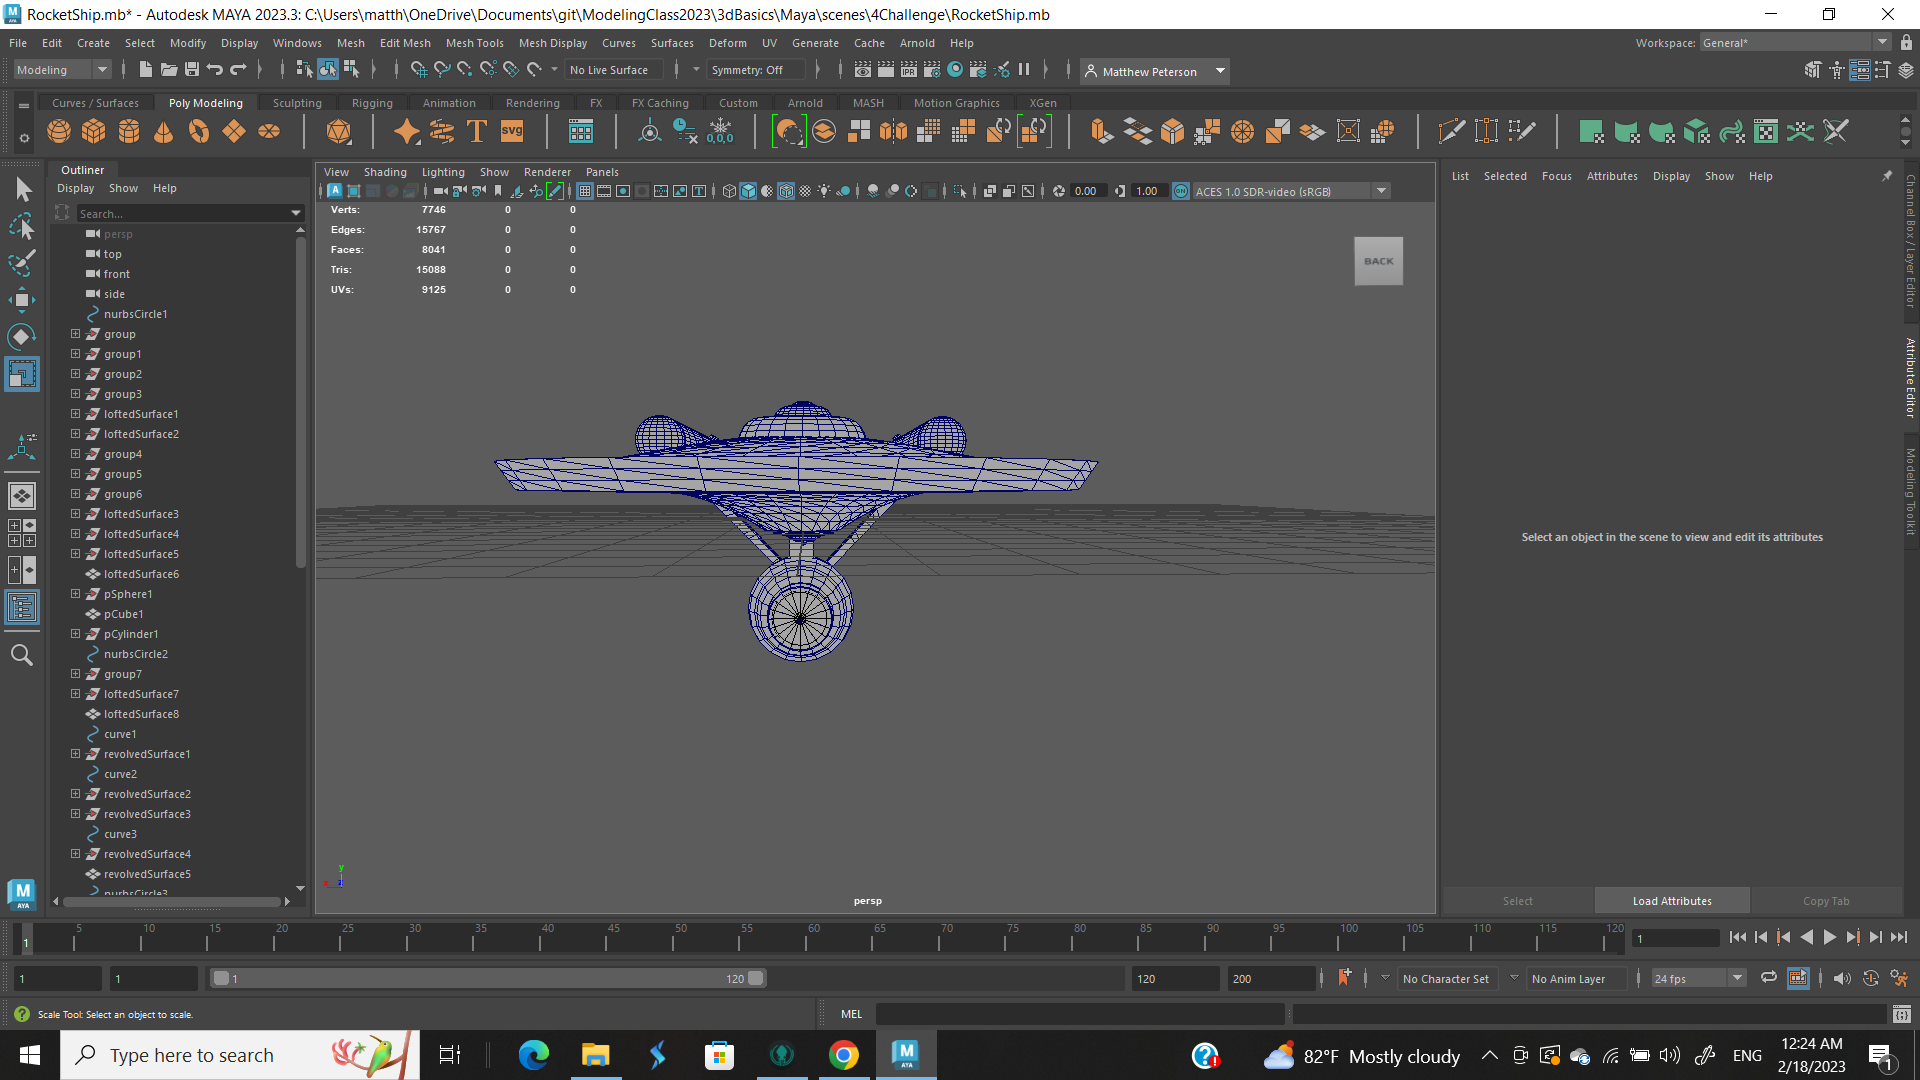 RocketShip.mb* - Autodesk MAYA 2023.3: C:\Users\matth\OneDrive\Documents\git\ModelingClass2023\3dBasics\Maya\scenes\4Challenge\RocketShip.mb
File Edit Create Select Modify Display Windows Mesh Edit Mesh Mesh Tools Mesh Display Curves Surfaces Deform UV Generate Cache Arnold Help Workspace: General*
Modeling No Live Surface Symmetry: Off Matthew Peterson
Curves / Surfaces Poly Modeling Sculpting Rigging Animation Rendering FX FX Caching Custom Arnold MASH Motion Graphics XGen
Outliner
Display Show Help
Search...
persp
top
front
side
nurbsCircle1
group
group1
group2
group3
loftedSurface1
loftedSurface2
group4
group5
group6
loftedSurface3
loftedSurface4
loftedSurface5
loftedSurface6
pSphere1
pCube1
pCylinder1
nurbsCircle2
group7
loftedSurface7
loftedSurface8
curve1
revolvedSurface1
curve2
revolvedSurface2
revolvedSurface3
curve3
revolvedSurface4
revolvedSurface5
nurbsCircle3
View Shading Lighting Show Renderer Panels
0.00 1.00 ACES 1.0 SDR-video (sRGB)
Verts: 7746 0 0
Edges: 15767 0 0
Faces: 8041 0 0
Tris: 15088 0 0
UVs: 9125 0 0
BACK
persp
List Selected Focus Attributes Display Show Help
Select an object in the scene to view and edit its attributes
Select Load Attributes Copy Tab
Channel Box / Layer Editor
Attribute Editor
Modeling Toolkit
1 5 10 15 20 25 30 35 40 45 50 55 60 65 70 75 80 85 90 95 100 105 110 115 120 1
1 1 1 120 120 200 No Character Set No Anim Layer 24 fps
Scale Tool: Select an object to scale. MEL
Type here to search 82°F Mostly cloudy ENG 12:24 AM
2/18/2023 1